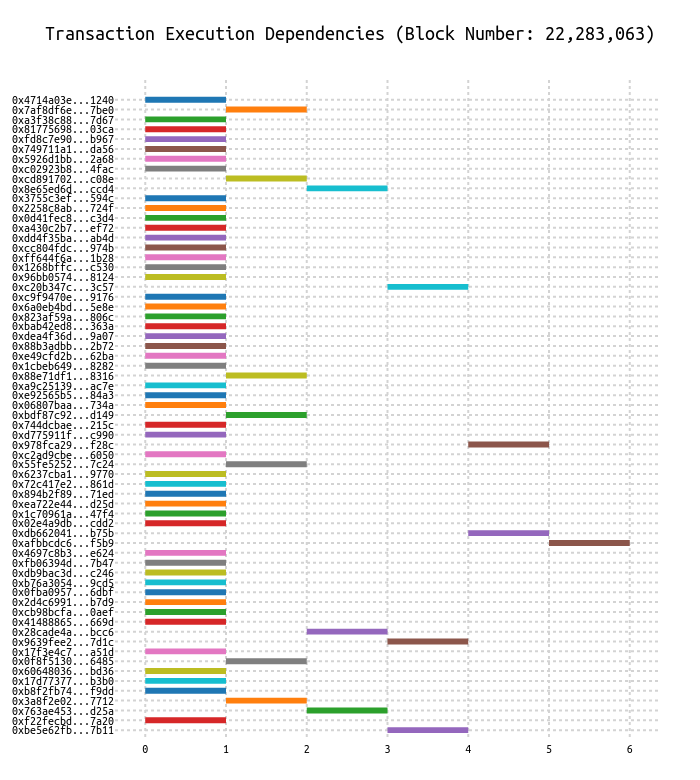 Transaction Execution Dependencies (Block Number: 22,283,063)
0x4714a03e...1240
0x7af8df6e...7be0
0xa3f38c88...7d67
0x81775698...03ca
0xfd8c7e90...b967
0x749711a1...da56
0x5926d1bb...2a68
0xc02923b8...4fac
0xcd891702...c08e
0x8e65ed6d...ccd4
0x3755c3ef...594c
0x2258c8ab...724f
0x0d41fec8...c3d4
0xa430c2b7...ef72
0xdd4f35ba...ab4d
0xcc804fdc...974b
0xff644f6a...1b28
0x1268bffc...c530
0x96bb0574...8124
0xc20b347c...3c57
0xc9f9470e...9176
0x6a0eb4bd...5e8e
0x823af59a...806c
0xbab42ed8...363a
0xdea4f36d...9a07
0x88b3adbb...2b72
0xe49cfd2b...62ba
0x1cbeb649...8282
0x88e71df1...8316
0xa9c25139...ac7e
0xe92565b5...84a3
0x06807baa...734a
0xbdf87c92...d149
0x744dcbae...215c
0xd775911f...c990
0x978fca29...f28c
0xc2ad9cbe...6050
0x55fe5252...7c24
0x6237cba1...9770
0x72c417e2...861d
0x894b2f89...71ed
0xea722e44...d25d
0x1c70961a...47f4
0x02e4a9db...cdd2
0xdb662041...b75b
0xafbbcdc6...f5b9
0x4697c8b3...e624
0xfb06394d...7b47
0xdb9bac3d...c246
0xb76a3054...9cd5
0x0fba0957...6dbf
0x2d4c6991...b7d9
0xcb98bcfa...0aef
0x41488865...669d
0x28cade4a...bcc6
0x9639fee2...7d1c
0x17f3e4c7...a51d
0x0f8f5130...6485
0x60648036...bd36
0x17d77377...b3b0
0xb8f2fb74...f9dd
0x3a8f2e02...7712
0x763ae453...d25a
0xf22fecbd...7a20
0xbe5e62fb...7b11
0 1 2 3 4 5 6